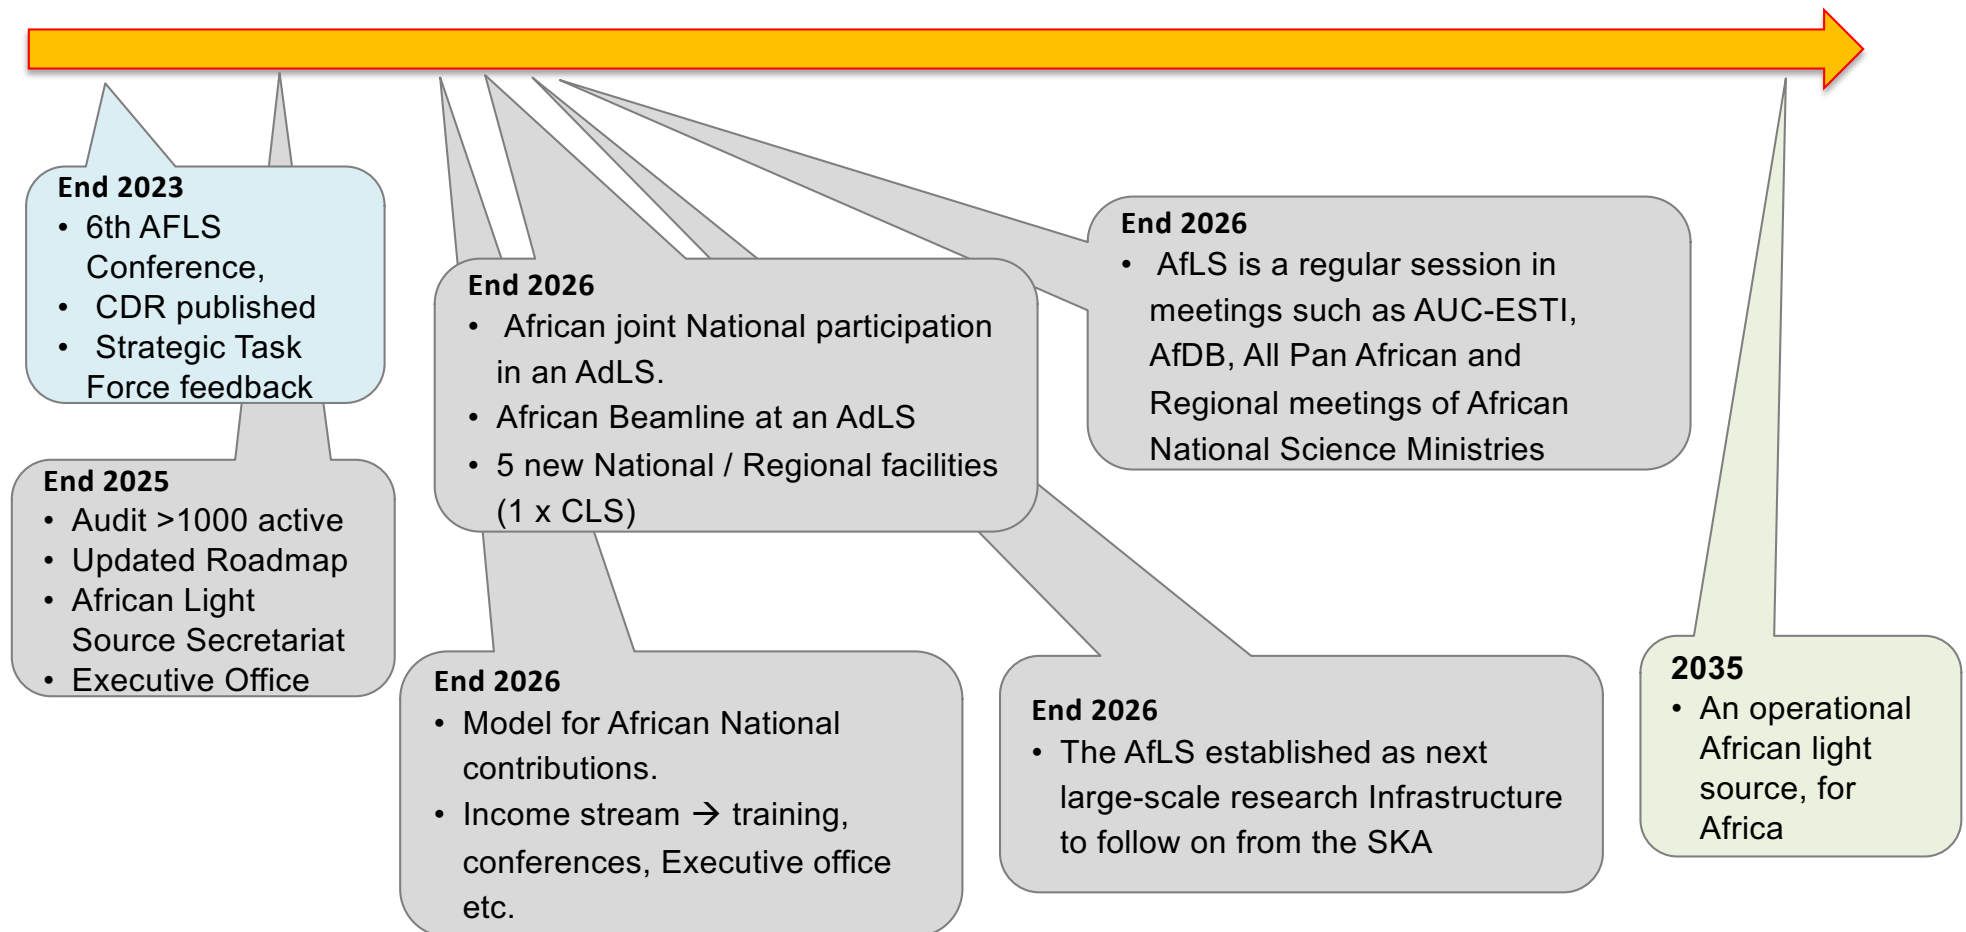 End 2023
• 6th AFLS
Conference,
• CDR published
• Strategic Task
Force feedback
End 2025
• Audit >1000 active
• Updated Roadmap
• African Light
Source Secretariat
• Executive Office
End 2026
• African joint National participation
in an AdLS.
• African Beamline at an AdLS
• 5 new National / Regional facilities
(1 x CLS)
End 2026
• Model for African National
contributions.
• Income stream → training,
conferences, Executive office
etc.
End 2026
• AfLS is a regular session in
meetings such as AUC-ESTI,
AfDB, All Pan African and
Regional meetings of African
National Science Ministries
End 2026
• The AfLS established as next
large-scale research Infrastructure
to follow on from the SKA
2035
• An operational
African light
source, for
Africa